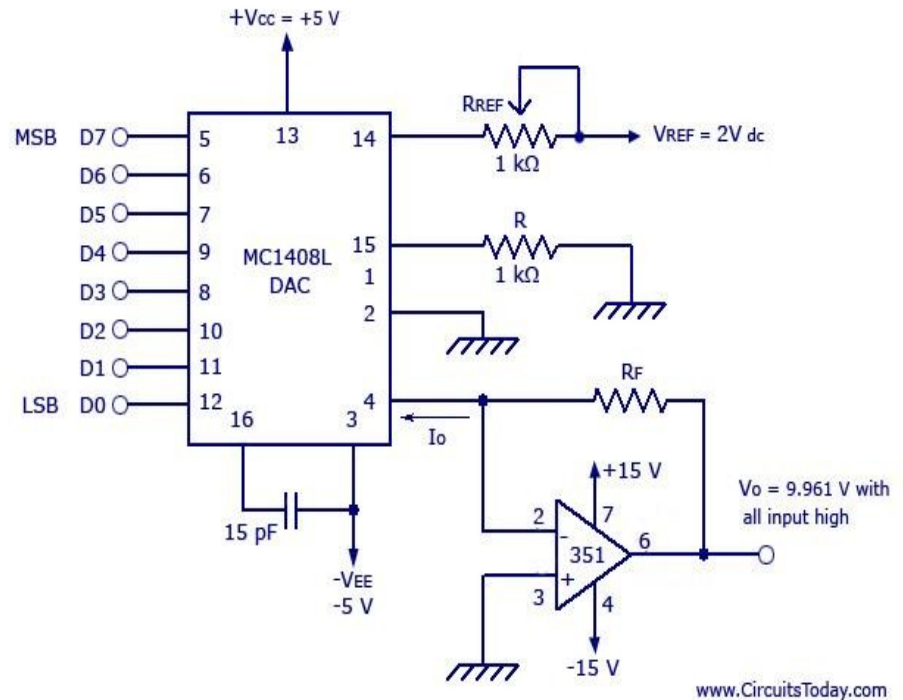 +Vcc = +5 V
RREF
VREF = 2V dc
1 kΩ
MSB D7 5 13 14
D6 6
D5 7
D4 9
D3 8
D2 10
D1 11
LSB D0 12
MC1408L
DAC
15
1
2
4
16
3
R
1 kΩ
RF
Io
15 pF
-VEE
-5 V
+15 V
2
7
-
351
6
+
3
4
-15 V
Vo = 9.961 V with
all input high
www.CircuitsToday.com